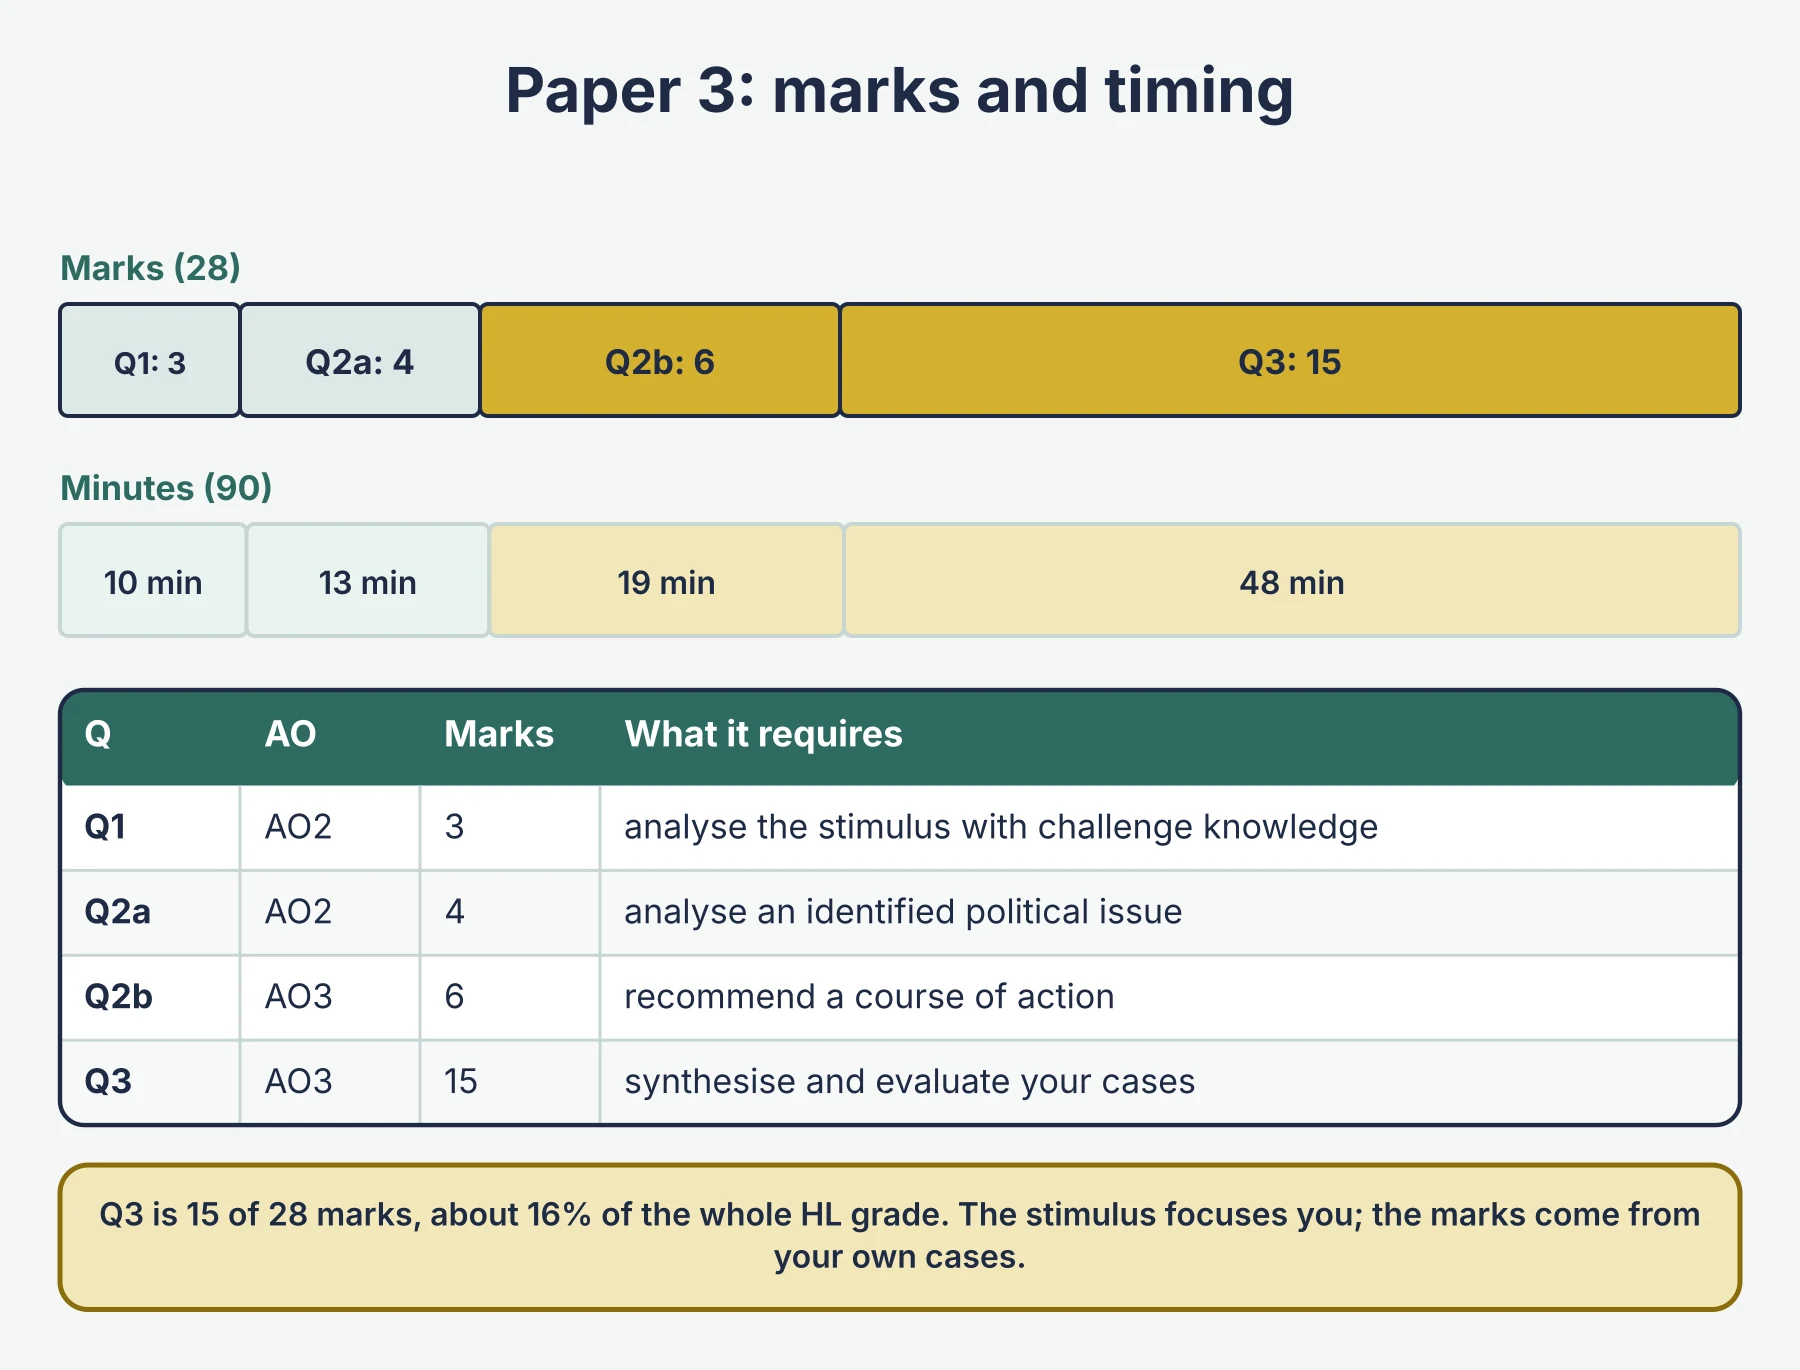 Paper 3: marks and timing
Marks (28)
Q1: 3 Q2a: 4 Q2b: 6 Q3: 15
Minutes (90)
10 min 13 min 19 min 48 min
Q AO Marks What it requires
Q1 AO2 3 analyse the stimulus with challenge knowledge
Q2a AO2 4 analyse an identified political issue
Q2b AO3 6 recommend a course of action
Q3 AO3 15 synthesise and evaluate your cases
Q3 is 15 of 28 marks, about 16% of the whole HL grade. The stimulus focuses you; the marks come from
your own cases.